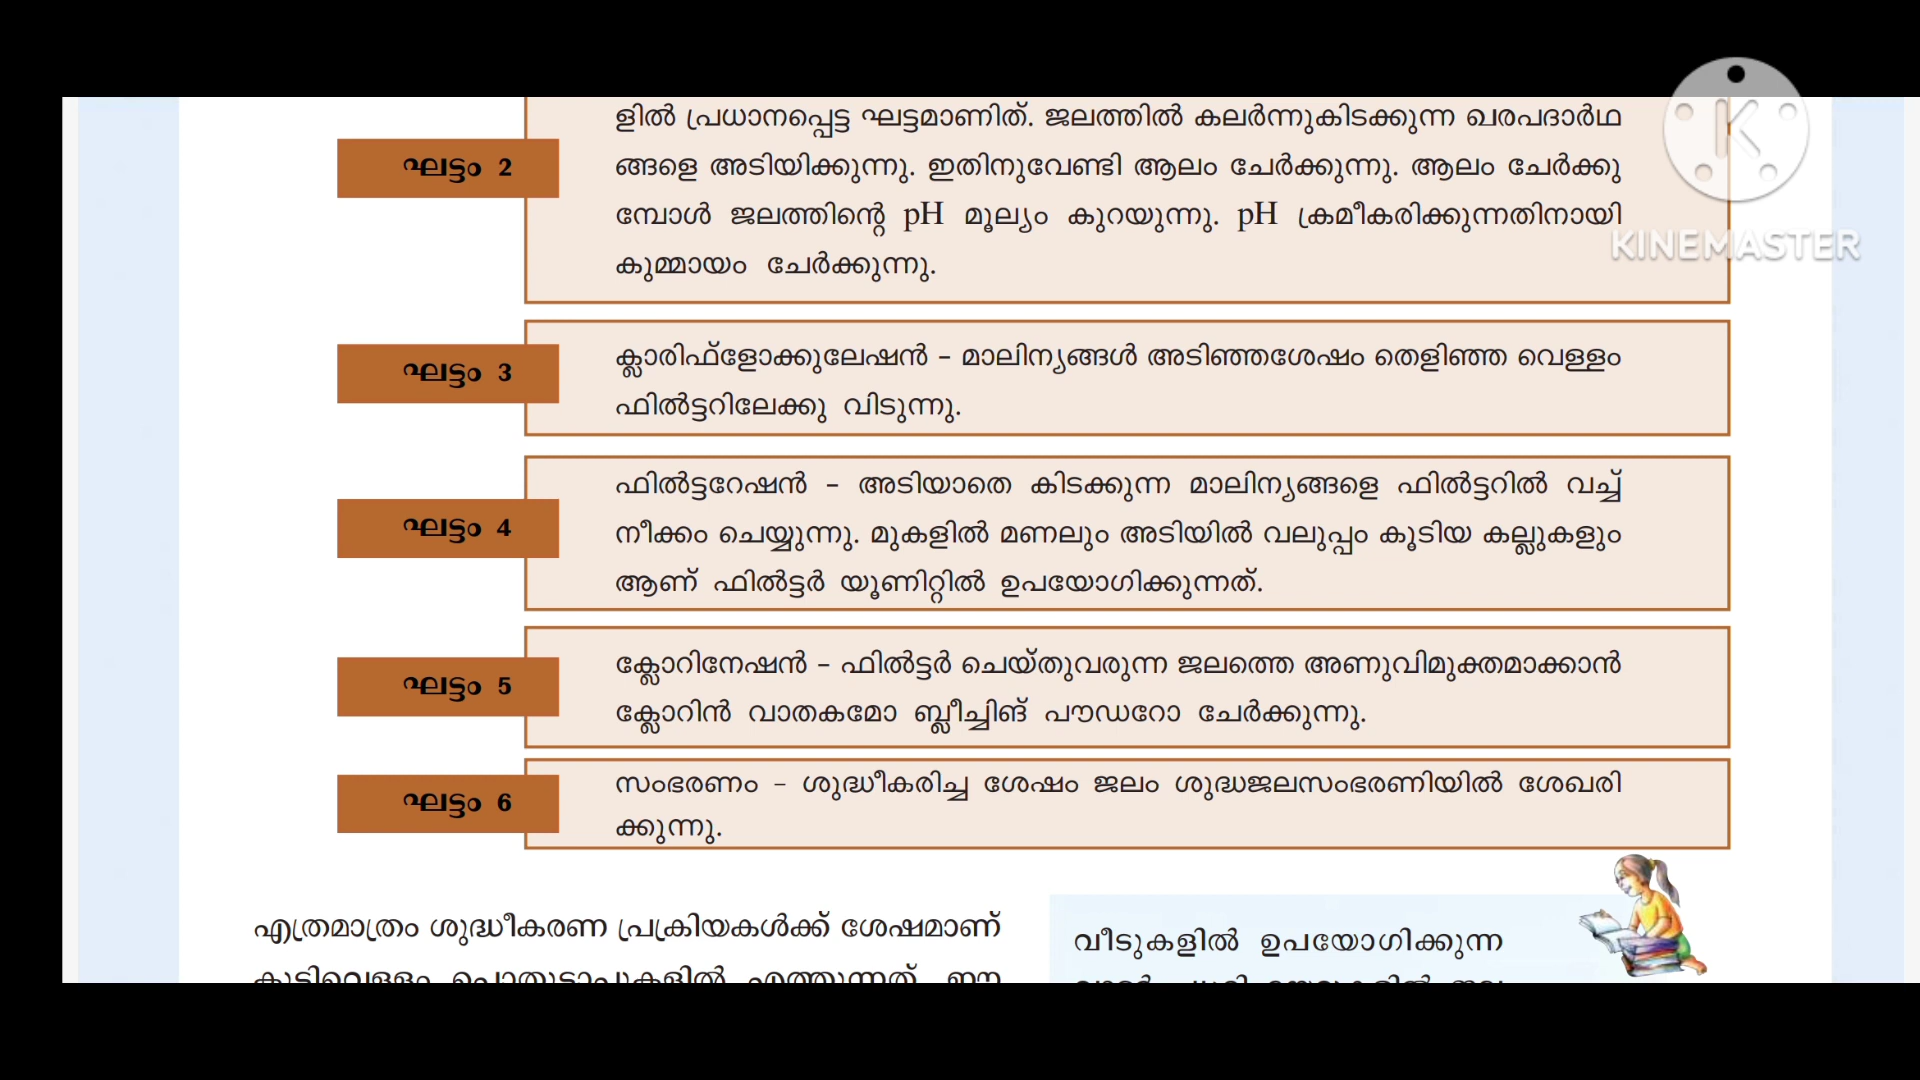 ളിൽ പ്രധാനപ്പെട്ട ഘട്ടമാണിത്. ജലത്തിൽ കലർന്നുകിടക്കുന്ന ഖരപദാർഥ
ഘട്ടം 2
ങ്ങളെ അടിയിക്കുന്നു. ഇതിനുവേണ്ടി ആലം ചേർക്കുന്നു. ആലം ചേർക്കു
മ്പോൾ ജലത്തിന്റെ pH മൂല്യം കുറയുന്നു. pH ക്രമീകരിക്കുന്നതിനായി
കുമ്മായം ചേർക്കുന്നു.
KINEMASTER
ഘട്ടം 3
ക്ലാരിഫ്ളോക്കുലേഷൻ – മാലിന്യങ്ങൾ അടിഞ്ഞശേഷം തെളിഞ്ഞ വെള്ളം
ഫിൽട്ടറിലേക്കു വിടുന്നു.
ഘട്ടം 4
ഫിൽട്ടറേഷൻ – അടിയാതെ കിടക്കുന്ന മാലിന്യങ്ങളെ ഫിൽട്ടറിൽ വച്ച്
നീക്കം ചെയ്യുന്നു. മുകളിൽ മണലും അടിയിൽ വലുപ്പം കൂടിയ കല്ലുകളും
ആണ് ഫിൽട്ടർ യൂണിറ്റിൽ ഉപയോഗിക്കുന്നത്.
ഘട്ടം 5
ക്ലോറിനേഷൻ – ഫിൽട്ടർ ചെയ്തുവരുന്ന ജലത്തെ അണുവിമുക്തമാക്കാൻ
ക്ലോറിൻ വാതകമോ ബ്ലീച്ചിങ് പൗഡറോ ചേർക്കുന്നു.
ഘട്ടം 6
സംഭരണം – ശുദ്ധീകരിച്ച ശേഷം ജലം ശുദ്ധജലസംഭരണിയിൽ ശേഖരി
ക്കുന്നു.
എത്രമാത്രം ശുദ്ധീകരണ പ്രക്രിയകൾക്ക് ശേഷമാണ്
കുടിവെള്ളം പൊതുടാപ്പുകളിൽ എത്തുന്നത്. ഈ
വീടുകളിൽ ഉപയോഗിക്കുന്ന